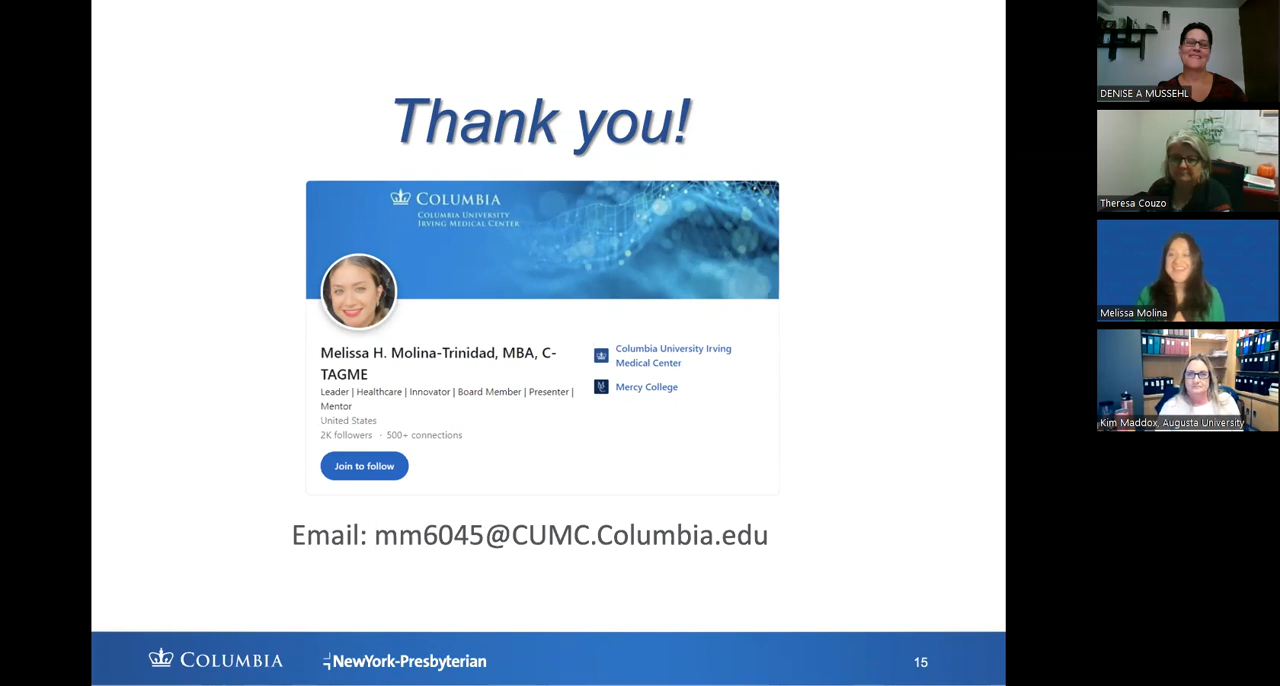 Thank you!
COLUMBIA
COLUMBIA UNIVERSITY
IRVING MEDICAL CENTER
Melissa H. Molina-Trinidad, MBA, C-
TAGME
Leader | Healthcare | Innovator | Board Member | Presenter |
Mentor
United States
2K followers · 500+ connections
Join to follow
Columbia University Irving
Medical Center
Mercy College
Email: mm6045@CUMC.Columbia.edu
COLUMBIA
NewYork-Presbyterian
15
DENISE A MUSSEHL
Theresa Couzo
Melissa Molina
Kim Maddox, Augusta University